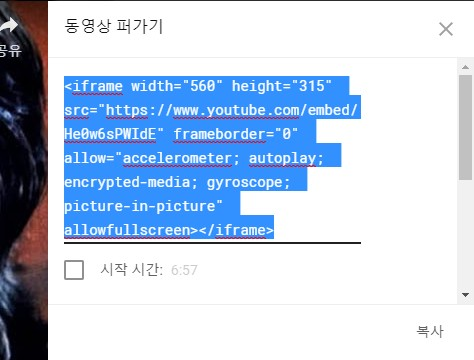 동영상 퍼가기
공유
<iframe width="560" height="315"
src="https://www.youtube.com/embed/
He0w6sPWIdE" frameborder="0"
allow="accelerometer; autoplay;
encrypted-media; gyroscope;
picture-in-picture"
allowfullscreen></iframe>
시작 시간: 6:57
복사